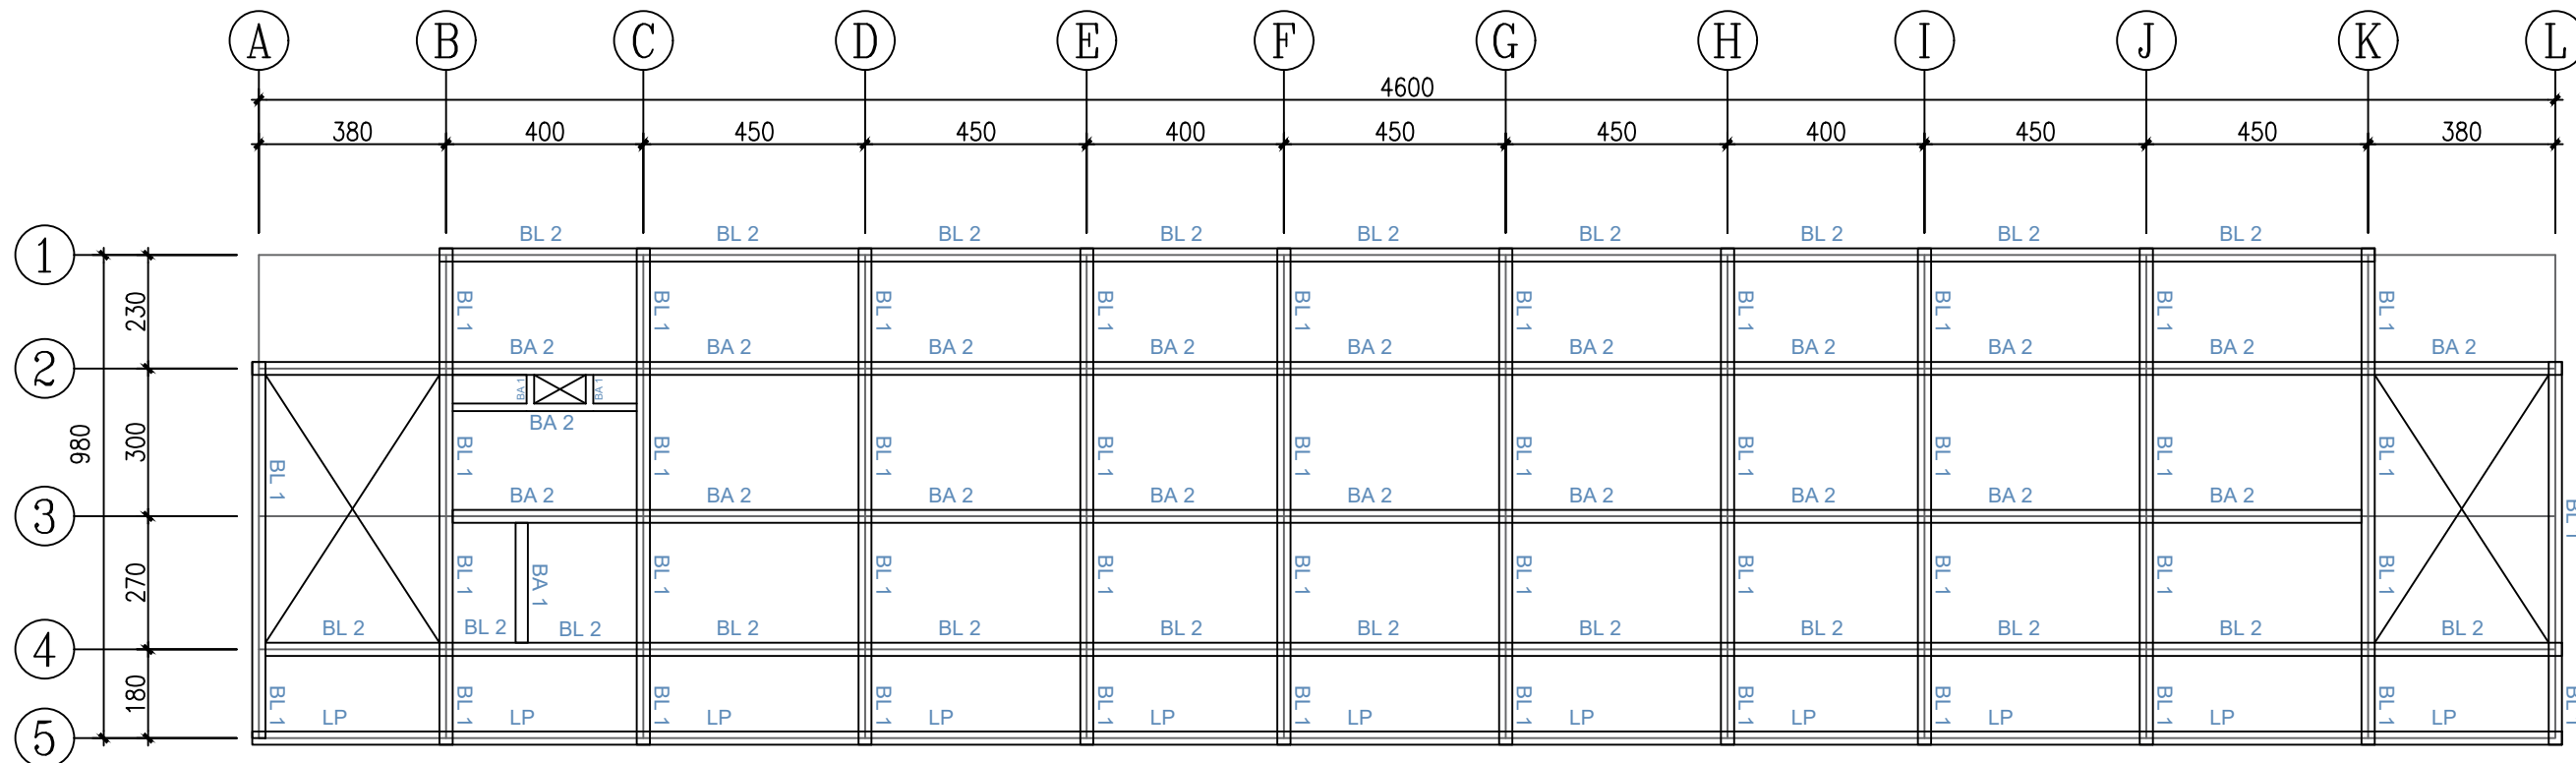 A B C D E F G H I J K L
4600
380 400 450 450 400 450 450 400 450 450 380
BL 2 BL 2 BL 2 BL 2 BL 2 BL 2 BL 2 BL 2 BL 2
1
230
BL 1 BL 1 BL 1 BL 1 BL 1 BL 1 BL 1 BL 1 BL 1 BL 1
BA 2 BA 2 BA 2 BA 2 BA 2 BA 2 BA 2 BA 2 BA 2 BA 2
2
BA 1 BA 1
BA 2
980
300
BL 1 BL 1 BL 1 BL 1 BL 1 BL 1 BL 1 BL 1 BL 1 BL 1 BL 1
BA 2 BA 2 BA 2 BA 2 BA 2 BA 2 BA 2 BA 2 BA 2
3
BL 1
270
BL 1 BA 1 BL 1 BL 1 BL 1 BL 1 BL 1 BL 1 BL 1 BL 1 BL 1
BL 2 BL 2 BL 2 BL 2 BL 2 BL 2 BL 2 BL 2 BL 2 BL 2 BL 2 BL 2
4
180
BL 1 BL 1 BL 1 BL 1 BL 1 BL 1 BL 1 BL 1 BL 1 BL 1 BL 1 BL 1
LP LP LP LP LP LP LP LP LP LP LP
5